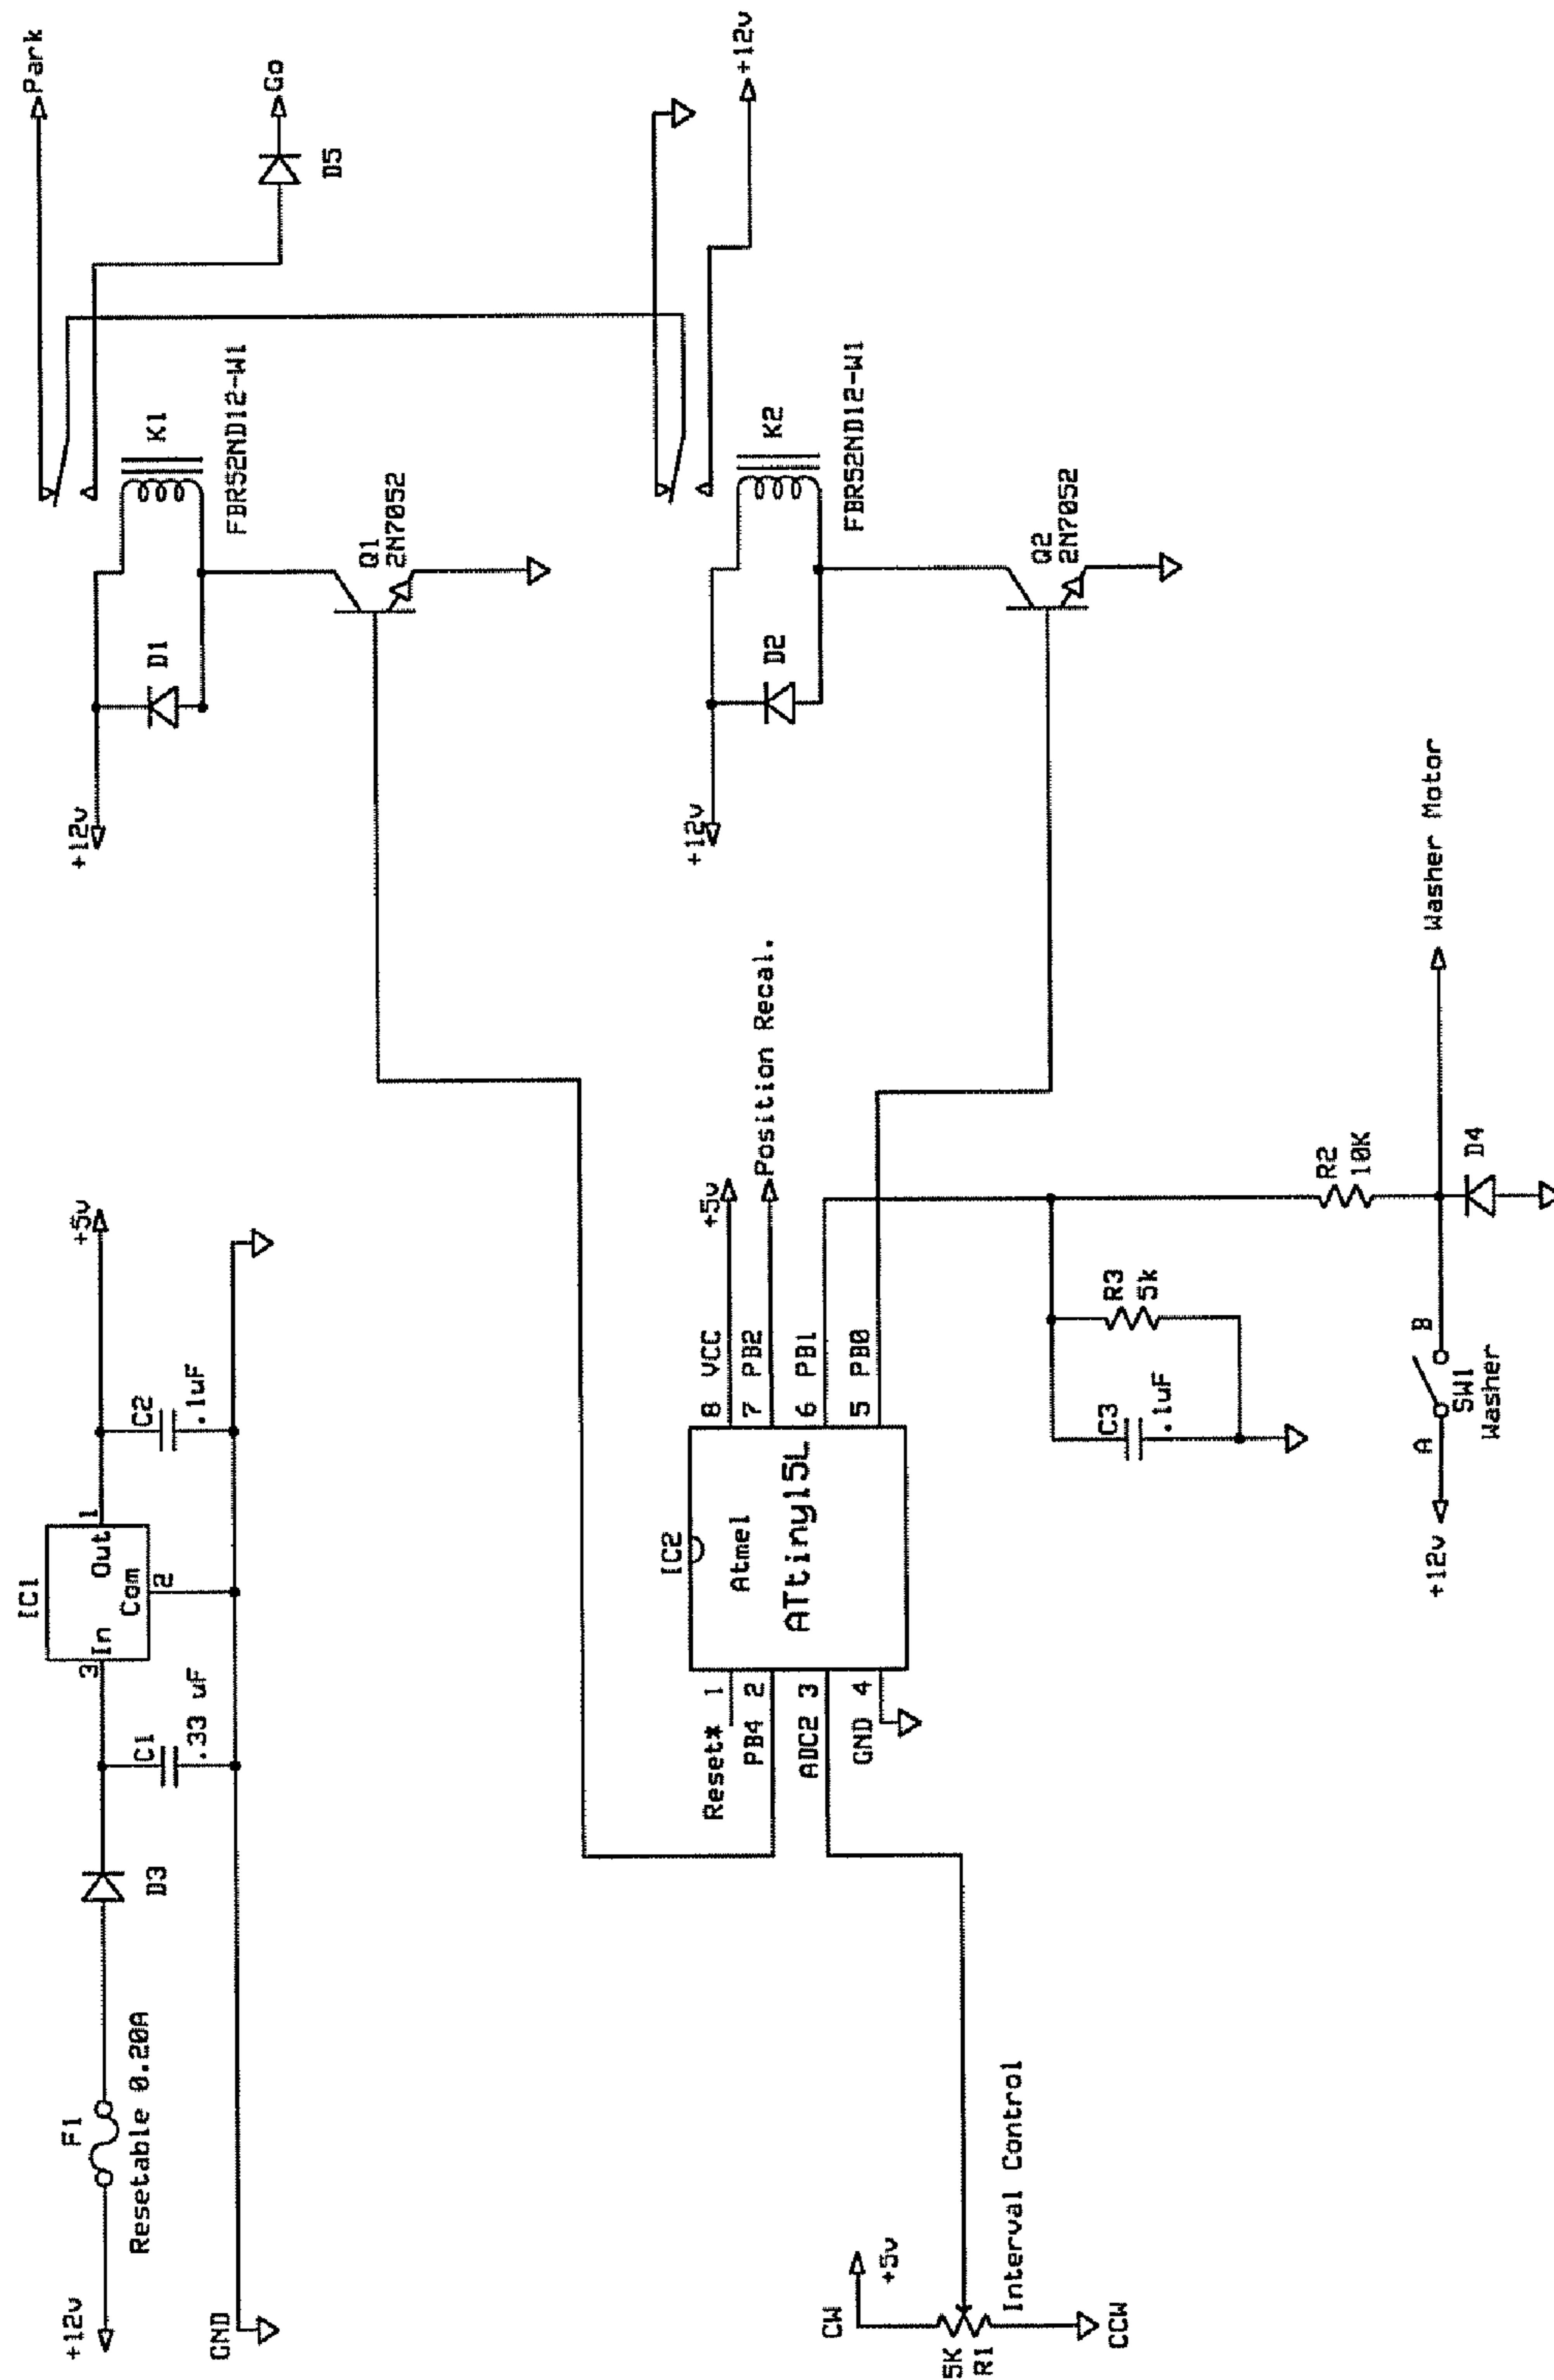 +12v
F1
Resetable 0.20A
D3
C1
.33 uF
IC1
3
In
Out
1
Com
2
C2
.1uF
+5v
GND
+12v
D1
K1
FBR52ND12-W1
Q1
2N7052
Park
Go
D5
+12v
D2
K2
FBR52ND12-W1
Q2
2N7052
+12v
IC2
Atmel
ATtiny15L
Reset* 1
PB4 2
ADC2 3
GND 4
8 VCC
7 PB2
6 PB1
5 PB0
+5v
Position Recal.
CW
+5v
5K
R1
Interval Control
CCW
C3
.1uF
R3
5k
R2
10K
+12v
A
B
SW1
Washer
D4
Washer Motor